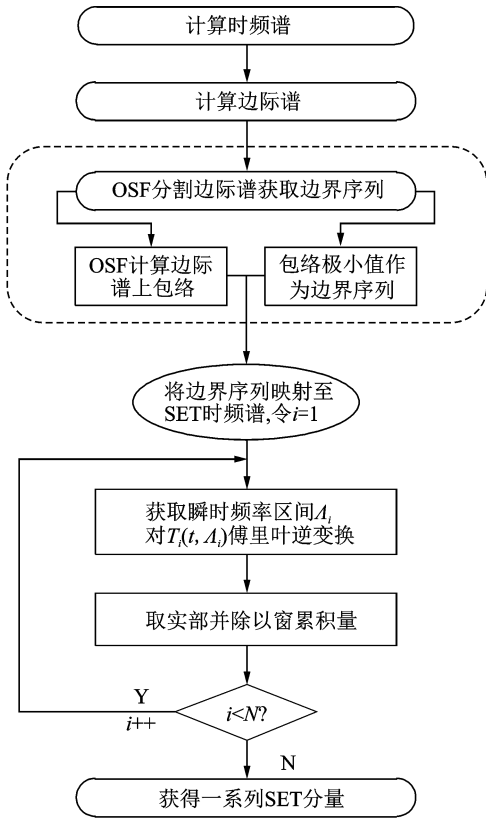 计算时频谱
计算边际谱
OSF分割边际谱获取边界序列
OSF计算边际
谱上包络
包络极小值作
为边界序列
将边界序列映射至
SET时频谱,令i=1
获取瞬时频率区间Λi
对Ti(t, Λi)傅里叶逆变换
取实部并除以窗累积量
i<N?
Y
i++
N
获得一系列SET分量